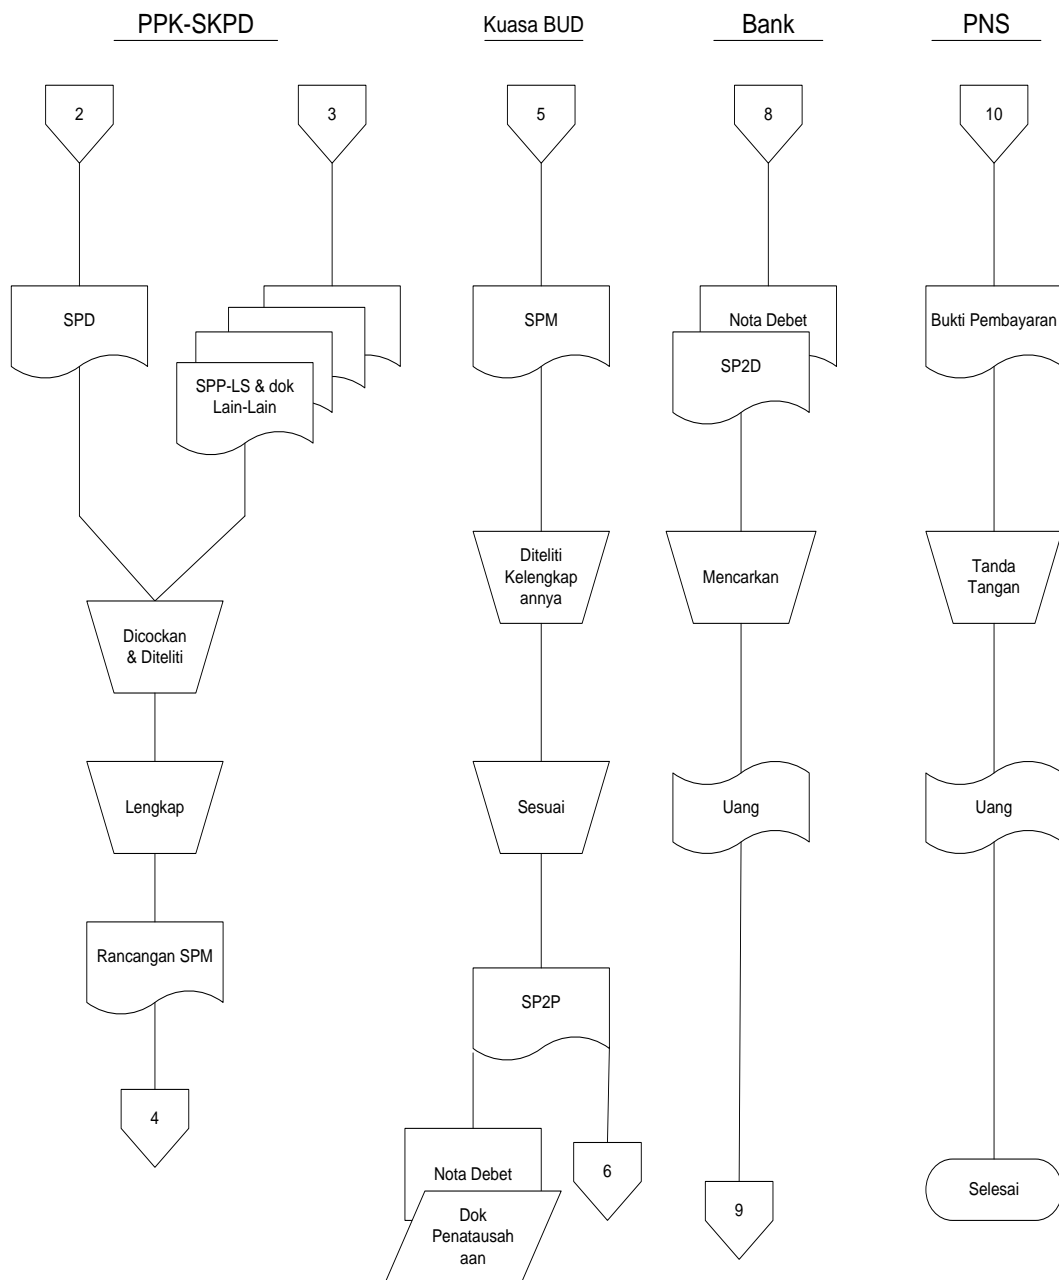 PPK-SKPD
2
3
SPD
SPP-LS & dok
Lain-Lain
Dicockan
& Diteliti
Lengkap
Rancangan SPM
4
Kuasa BUD
5
SPM
Diteliti
Kelengkap
annya
Sesuai
SP2P
Nota Debet
Dok
Penatausah
aan
6
Bank
8
Nota Debet
SP2D
Mencarkan
Uang
9
PNS
10
Bukti Pembayaran
Tanda
Tangan
Uang
Selesai